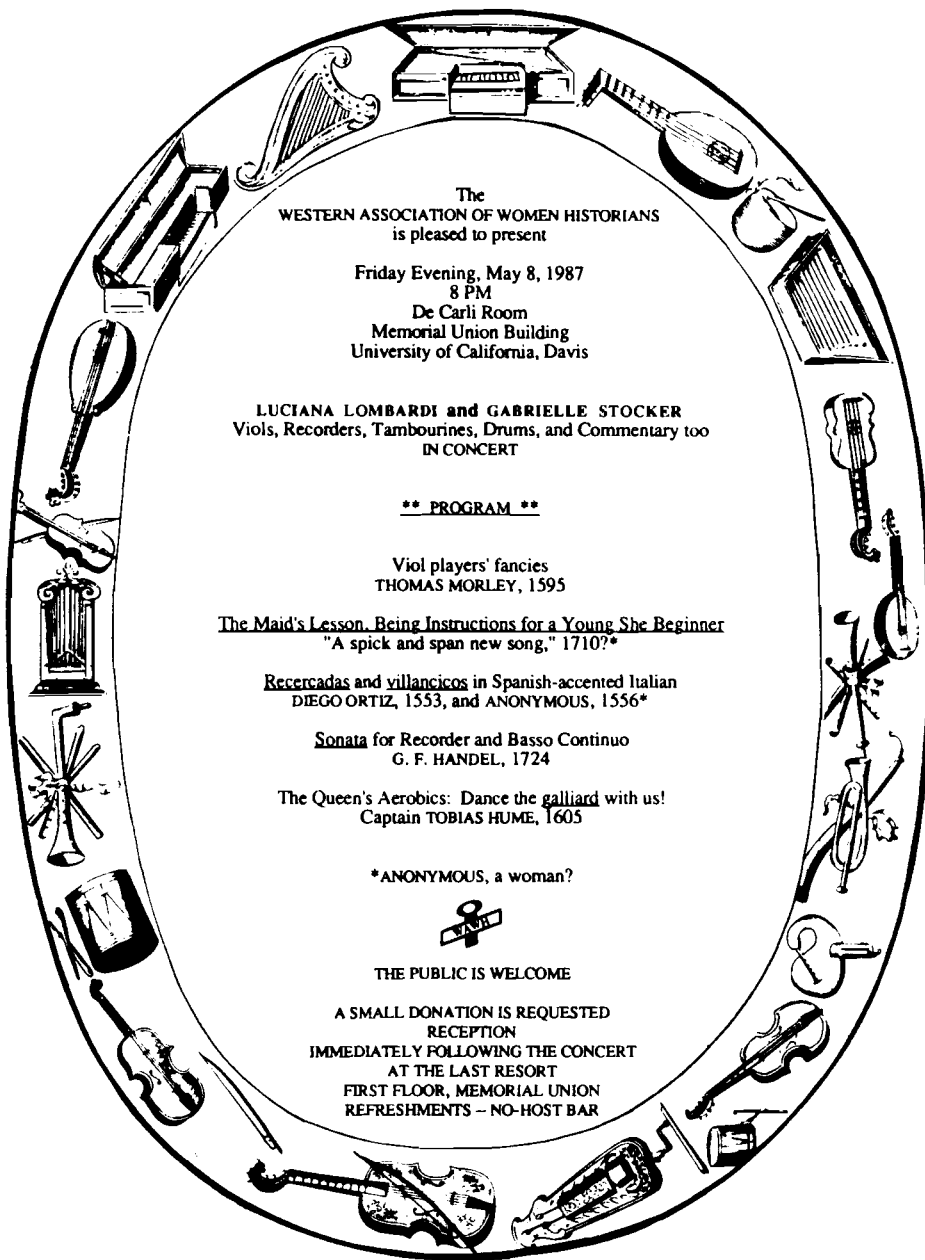 The
WESTERN ASSOCIATION OF WOMEN HISTORIANS
is pleased to present
Friday Evening, May 8, 1987
8 PM
De Carli Room
Memorial Union Building
University of California, Davis
LUCIANA LOMBARDI and GABRIELLE STOCKER
Viols, Recorders, Tambourines, Drums, and Commentary too
IN CONCERT
** PROGRAM **
Viol players' fancies
THOMAS MORLEY, 1595
The Maid's Lesson, Being Instructions for a Young She Beginner
"A spick and span new song," 1710?*
Recercadas and villancicos in Spanish-accented Italian
DIEGO ORTIZ, 1553, and ANONYMOUS, 1556*
Sonata for Recorder and Basso Continuo
G. F. HANDEL, 1724
The Queen's Aerobics: Dance the galliard with us!
Captain TOBIAS HUME, 1605
*ANONYMOUS, a woman?
WAWH
THE PUBLIC IS WELCOME
A SMALL DONATION IS REQUESTED
RECEPTION
IMMEDIATELY FOLLOWING THE CONCERT
AT THE LAST RESORT
FIRST FLOOR, MEMORIAL UNION
REFRESHMENTS – NO-HOST BAR